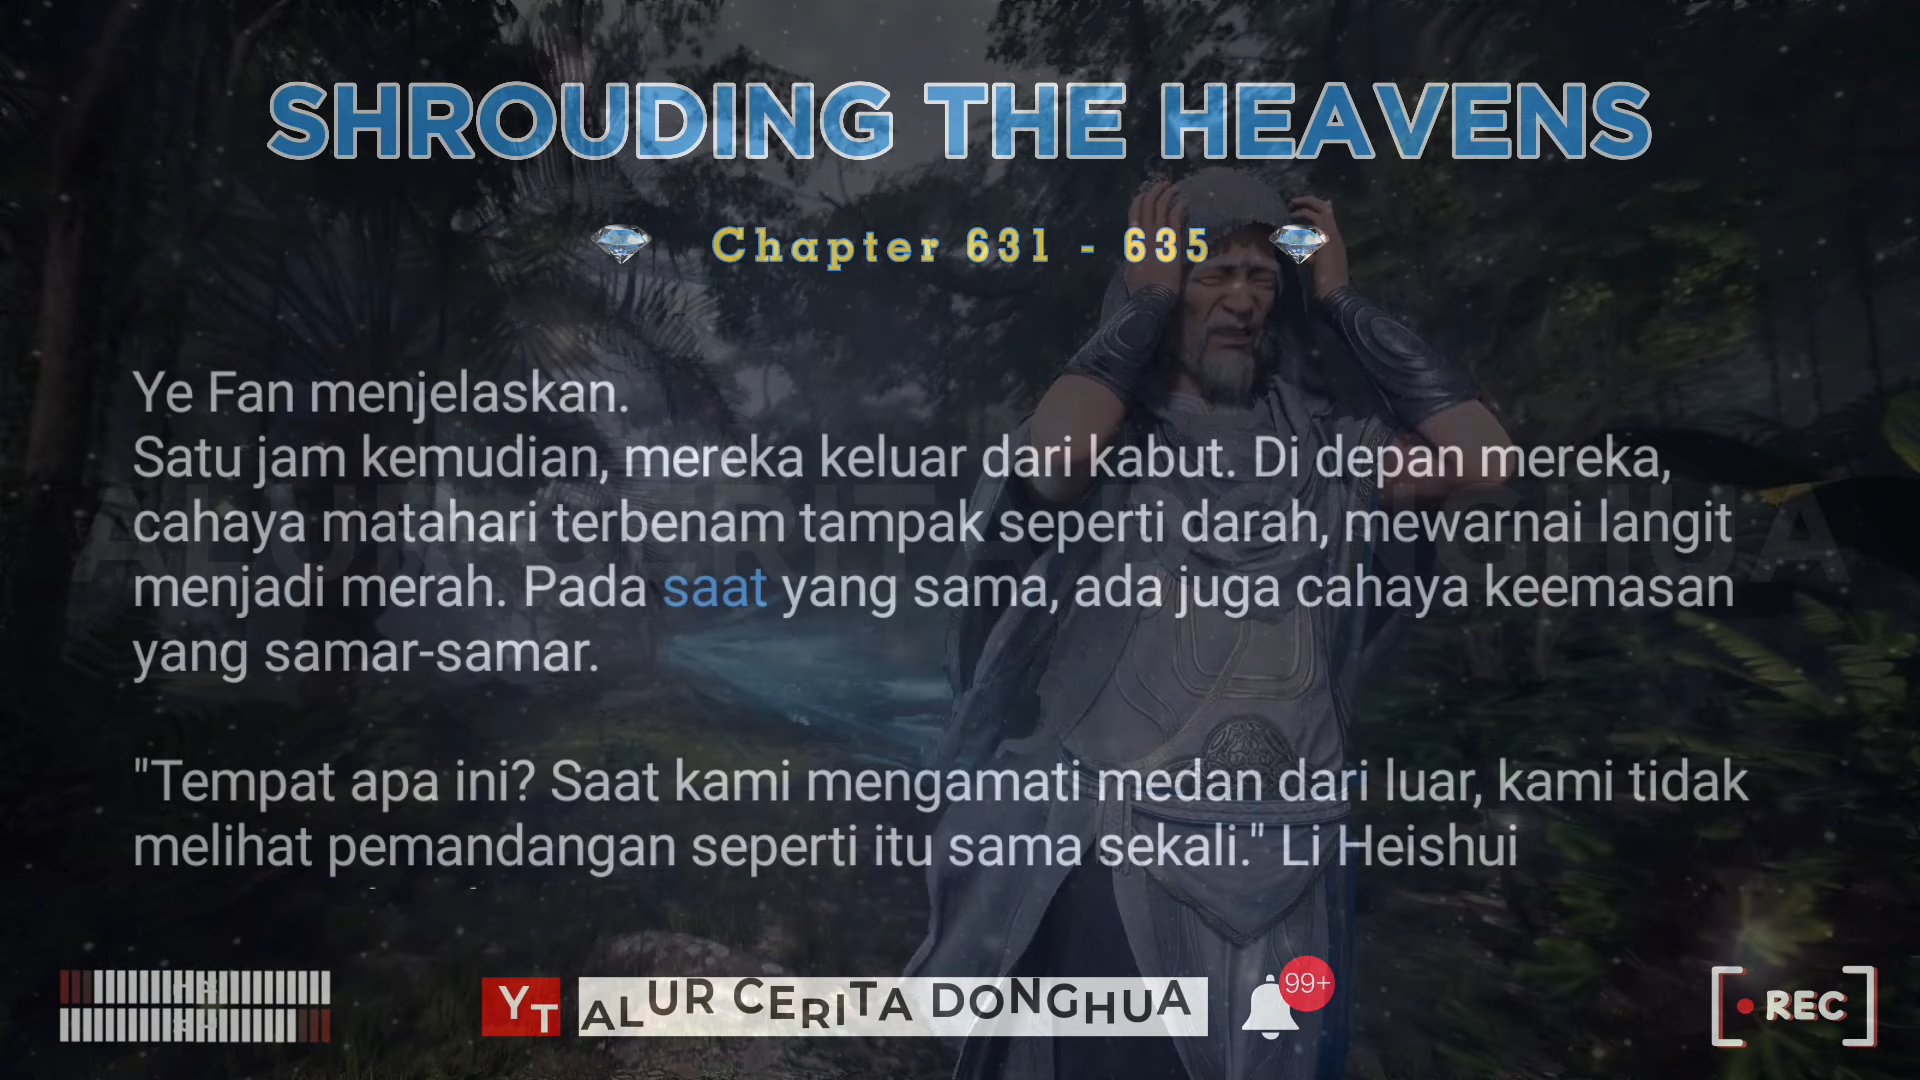 SHROUDING THE HEAVENS
Chapter 631 - 635
Ye Fan menjelaskan.
Satu jam kemudian, mereka keluar dari kabut. Di depan mereka,
cahaya matahari terbenam tampak seperti darah, mewarnai langit
menjadi merah. Pada saat yang sama, ada juga cahaya keemasan
yang samar-samar.
"Tempat apa ini? Saat kami mengamati medan dari luar, kami tidak
melihat pemandangan seperti itu sama sekali." Li Heishui
ALUR CERITA DONGHUA
YT ALUR CERITA DONGHUA
99+
REC